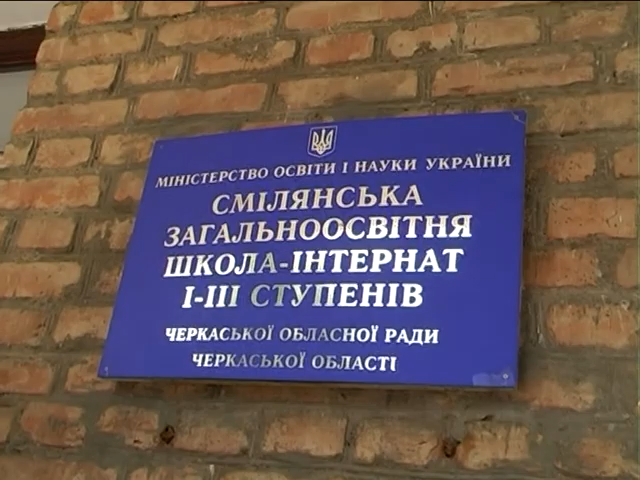 МІНІСТЕРСТВО ОСВІТИ І НАУКИ УКРАЇНИ
СМІЛЯНСЬКА
ЗАГАЛЬНООСВІТНЯ
ШКОЛА-ІНТЕРНАТ
І-ІІІ СТУПЕНІВ
ЧЕРКАСЬКОЇ ОБЛАСНОЇ РАДИ
ЧЕРКАСЬКОЇ ОБЛАСТІ